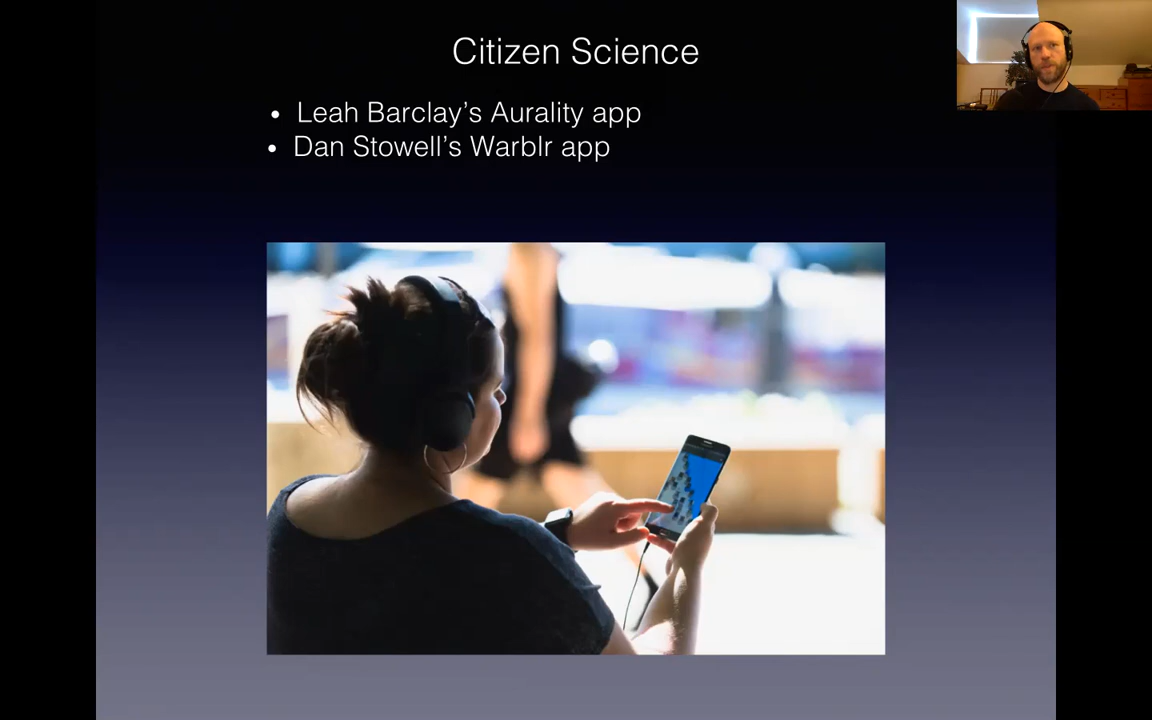 Citizen Science
• Leah Barclay’s Aurality app
• Dan Stowell’s Warblr app